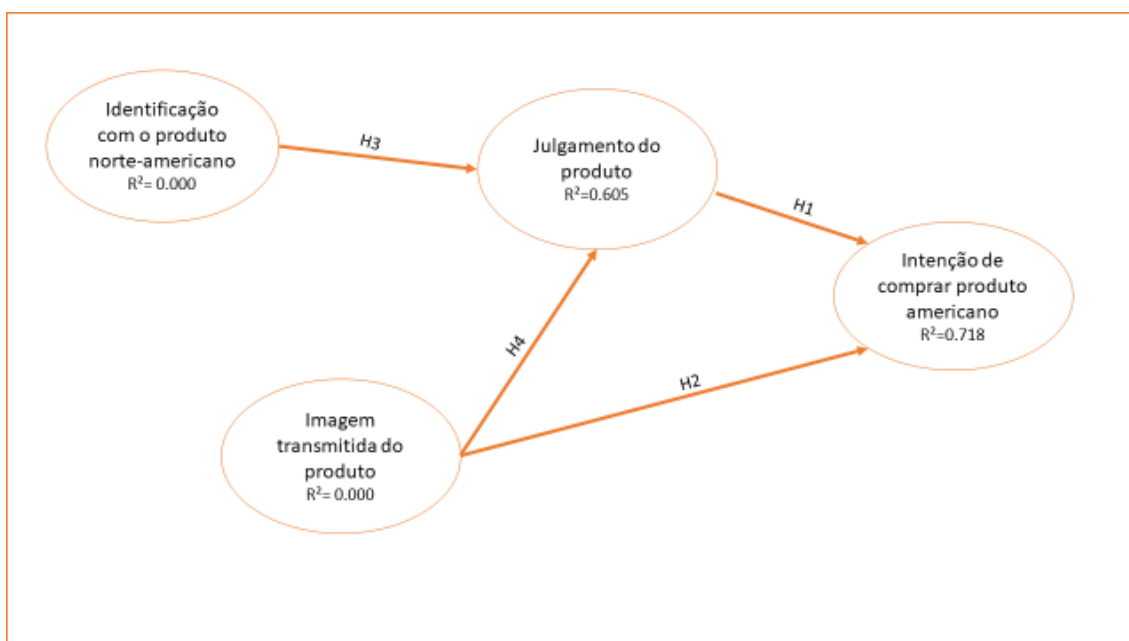 Identificação
com o produto
norte-americano
R²= 0.000
H3
Julgamento do
produto
R²=0.605
H1
Intenção de
comprar produto
americano
R²=0.718
H4
H2
Imagem
transmitida do
produto
R²= 0.000